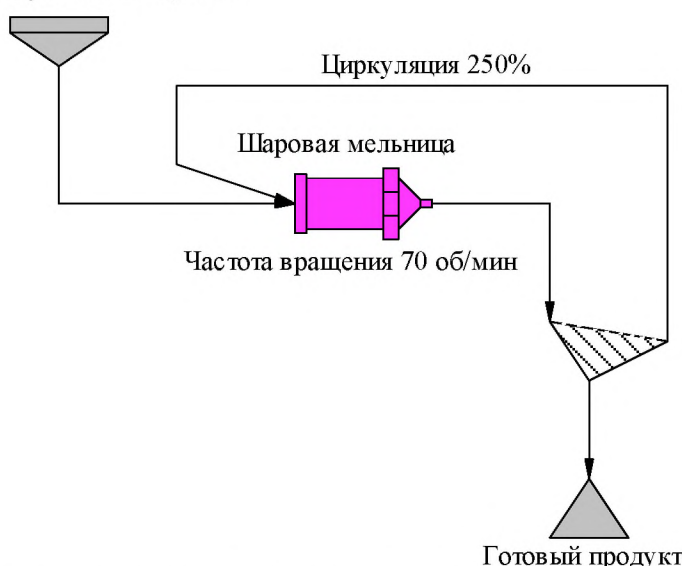 Циркуляция 250%
Шаровая мельница
Частота вращения 70 об/мин
Готовый продукт